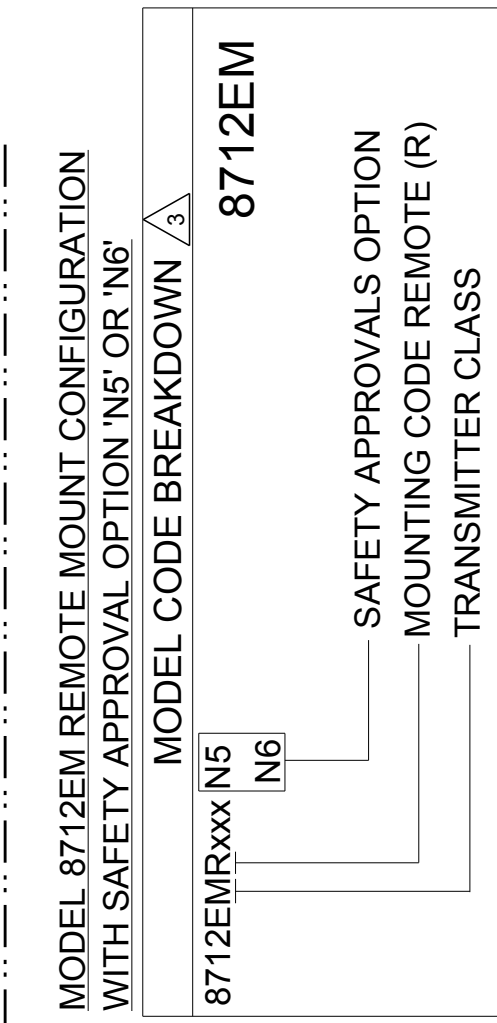 MODEL 8712EM REMOTE MOUNT CONFIGURATION
WITH SAFETY APPROVAL OPTION 'N5' OR 'N6'
MODEL CODE BREAKDOWN 3
8712EM
8712EMRxxx N5
N6
SAFETY APPROVALS OPTION
MOUNTING CODE REMOTE (R)
TRANSMITTER CLASS